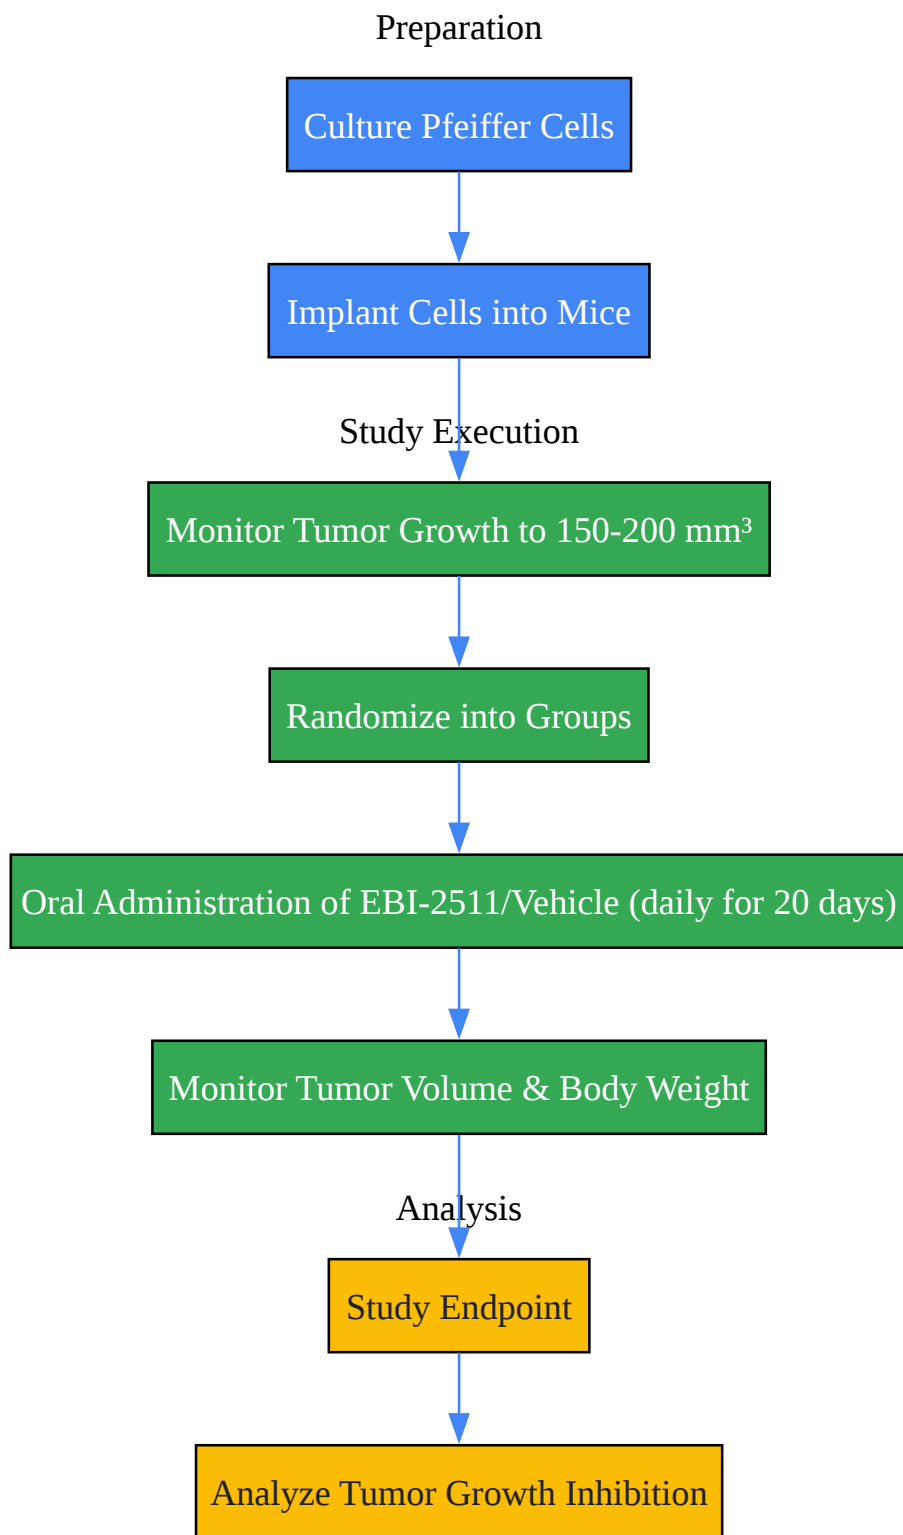 Preparation
Culture Pfeiffer Cells
Implant Cells into Mice
Study Execution
Monitor Tumor Growth to 150-200 mm³
Randomize into Groups
Oral Administration of EBI-2511/Vehicle (daily for 20 days)
Monitor Tumor Volume & Body Weight
Analysis
Study Endpoint
Analyze Tumor Growth Inhibition